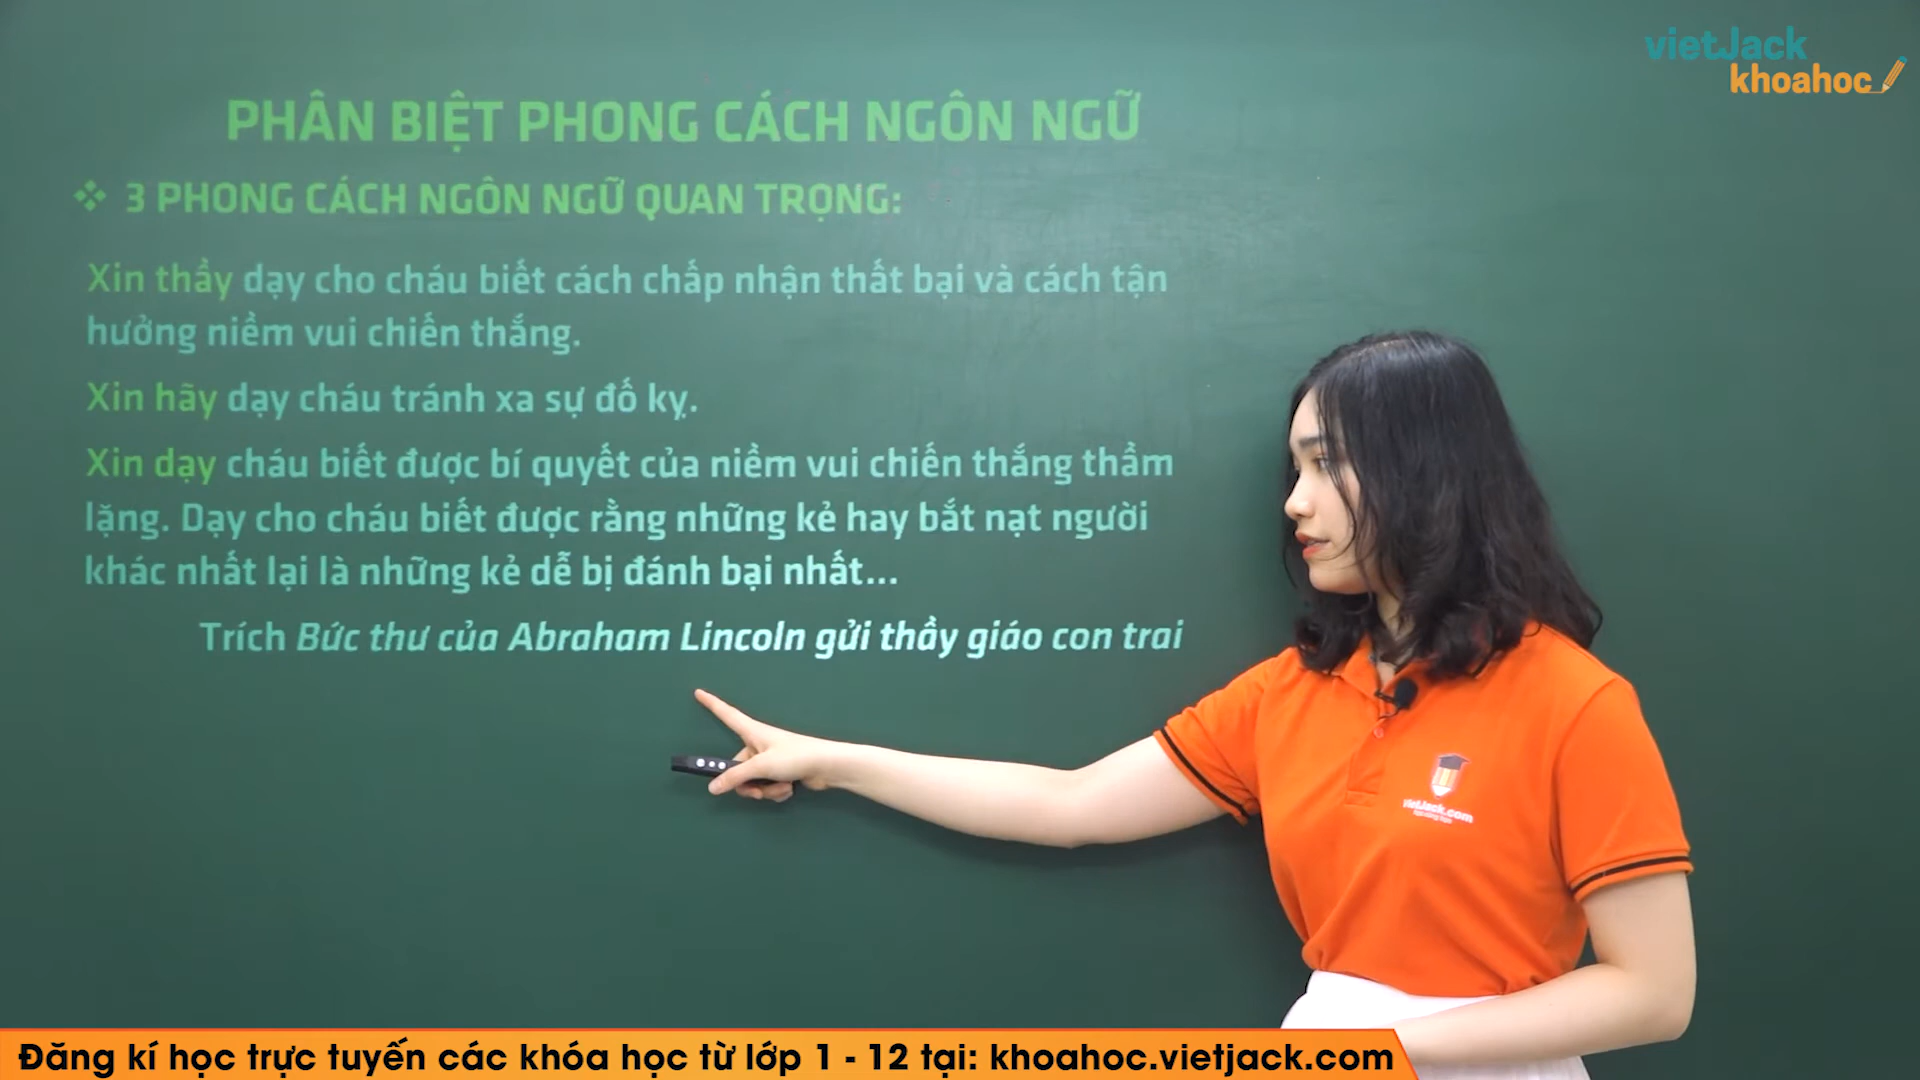 vietJack
khoahoc
PHÂN BIỆT PHONG CÁCH NGÔN NGỮ
❖ 3 PHONG CÁCH NGÔN NGỮ QUAN TRỌNG:
Xin thầy dạy cho cháu biết cách chấp nhận thất bại và cách tận
hưởng niềm vui chiến thắng.
Xin hãy dạy cháu tránh xa sự đố kỵ.
Xin dạy cháu biết được bí quyết của niềm vui chiến thắng thầm
lặng. Dạy cho cháu biết được rằng những kẻ hay bắt nạt người
khác nhất lại là những kẻ dễ bị đánh bại nhất...
Trích Bức thư của Abraham Lincoln gửi thầy giáo con trai
vietJack.com
Đăng kí học trực tuyến các khóa học từ lớp 1 - 12 tại: khoahoc.vietjack.com